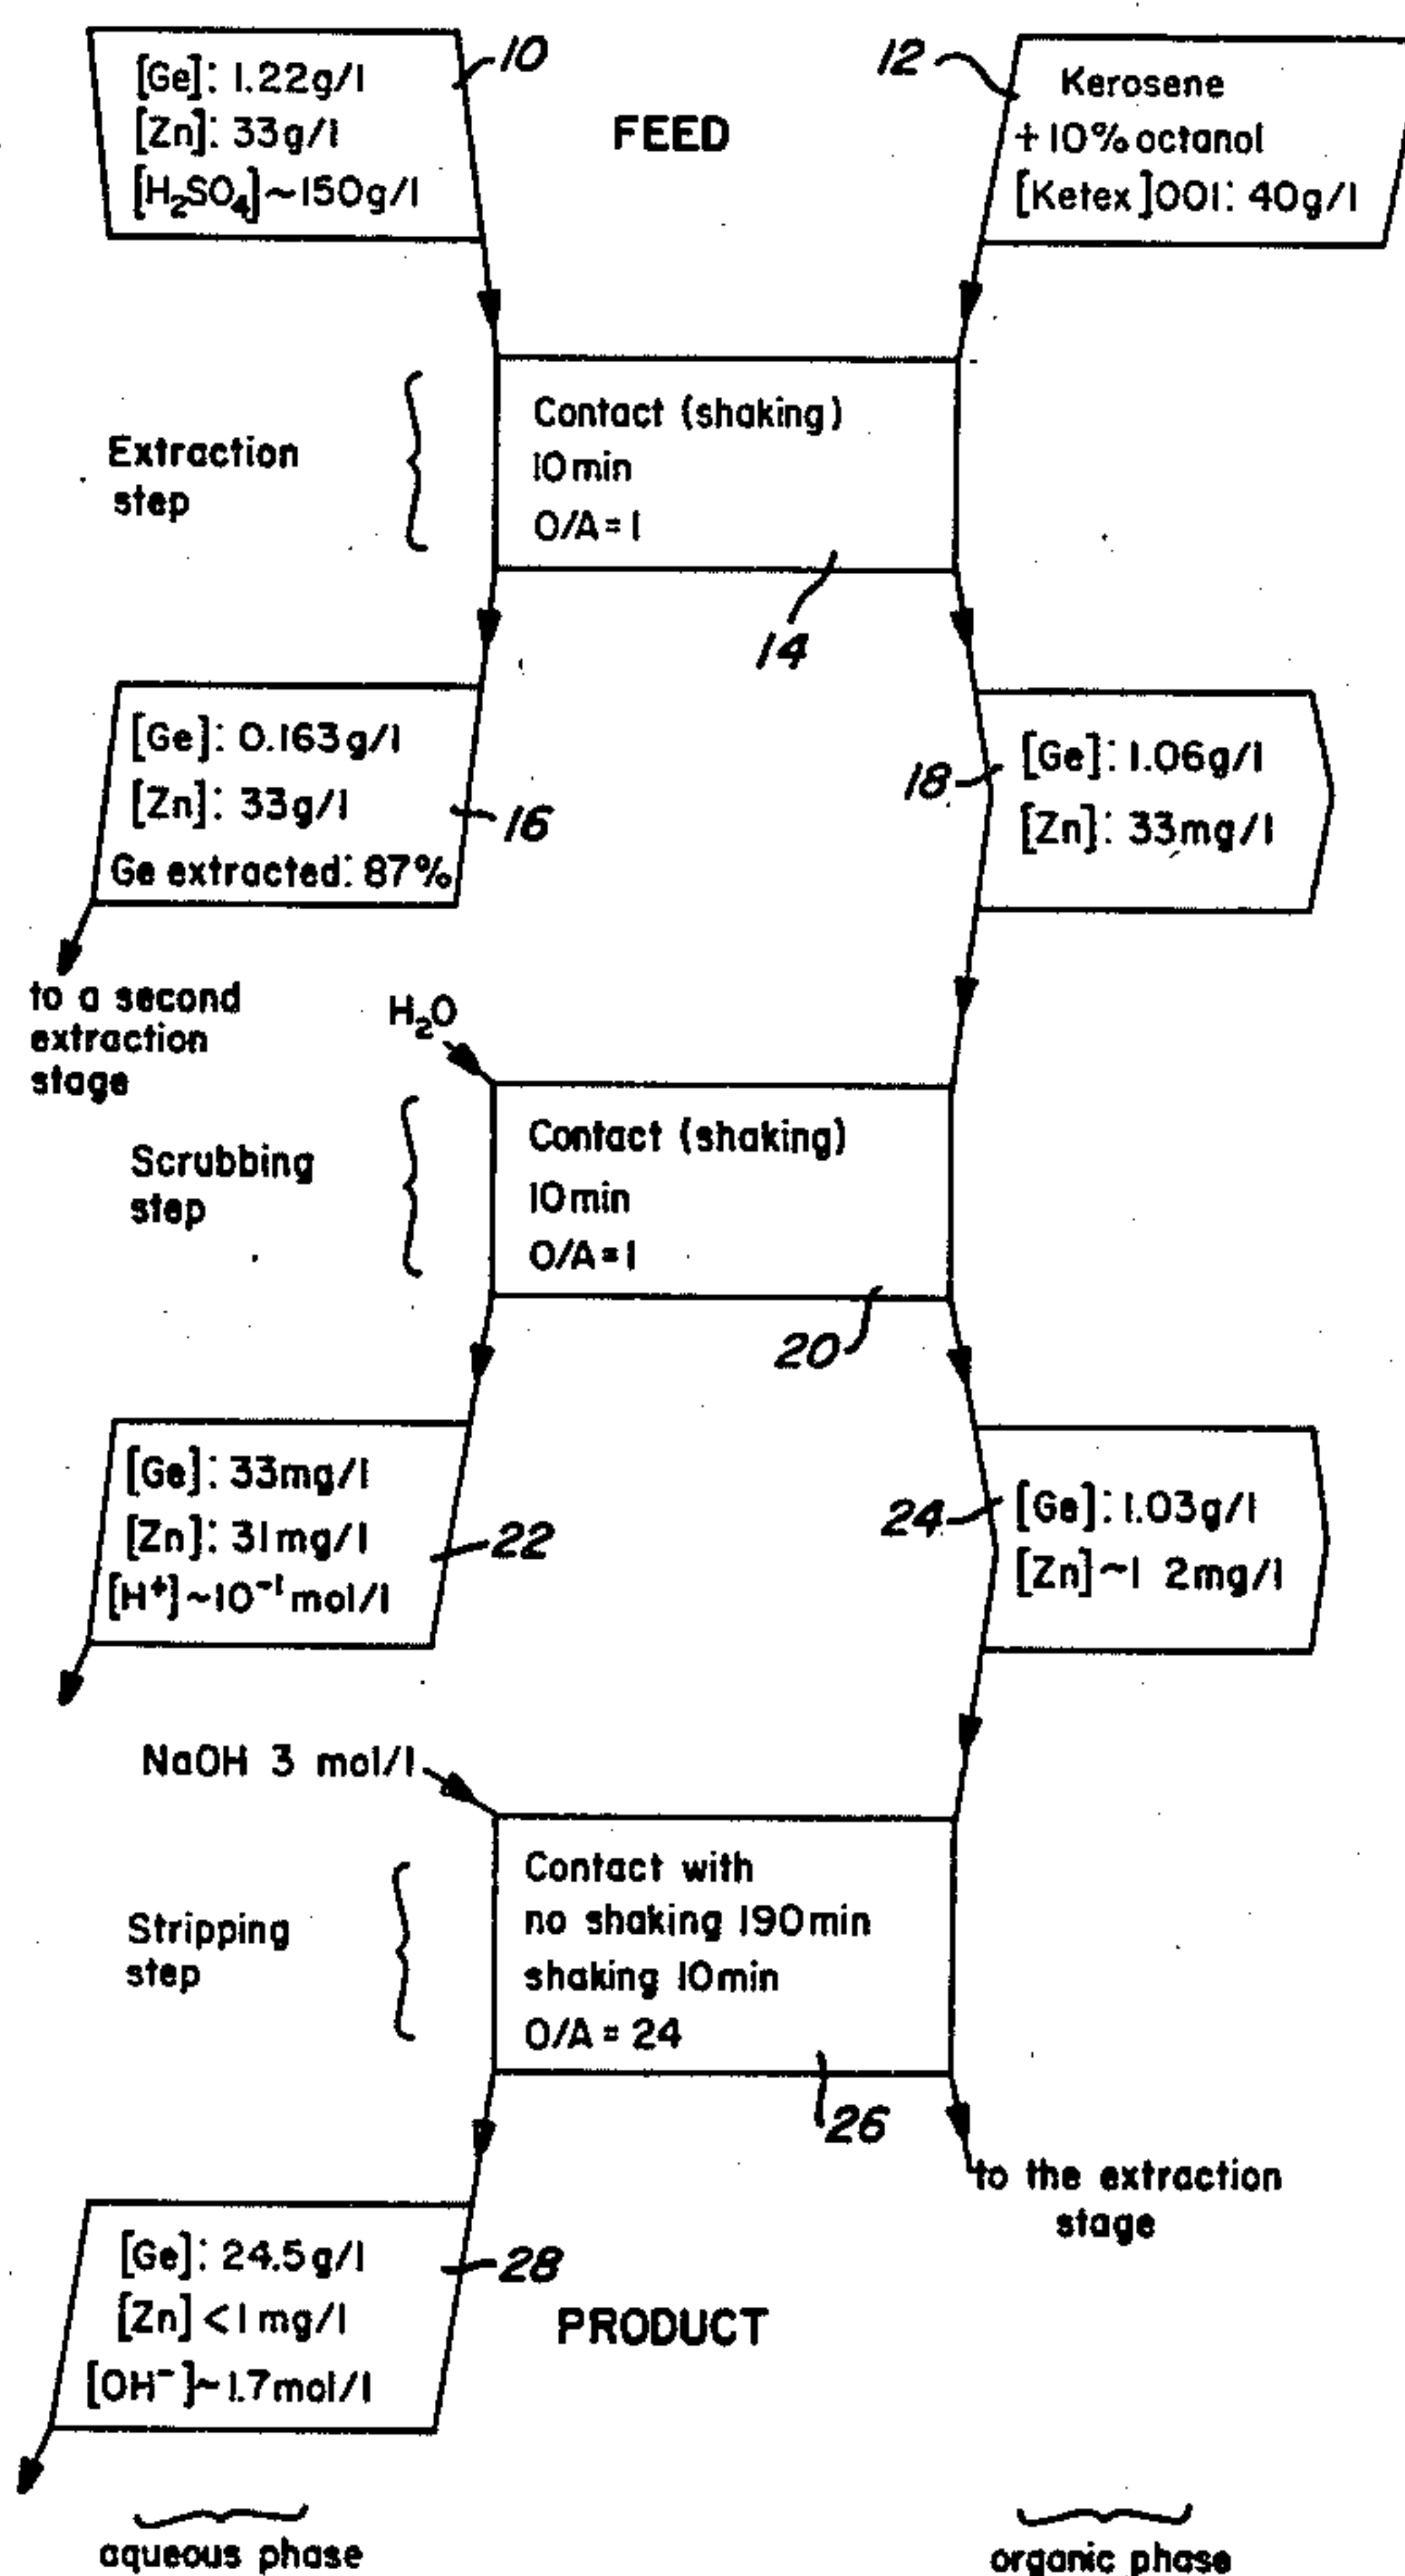 [Ge]: 1.22g/l
[Zn]: 33g/l
[H₂SO₄]~150g/l
10
FEED
12
Kerosene
+ 10% octanol
[Ketex]001: 40g/l
Extraction
step
Contact (shaking)
10min
O/A = 1
14
[Ge]: 0.163g/l
[Zn]: 33g/l
Ge extracted: 87%
16
18
[Ge]: 1.06g/l
[Zn]: 33mg/l
to a second
extraction
stage
H₂O
Scrubbing
step
Contact (shaking)
10min
O/A = 1
20
[Ge]: 33mg/l
[Zn]: 31mg/l
[H⁺]~10⁻¹mol/l
22
24
[Ge]: 1.03g/l
[Zn]~1 2mg/l
NaOH 3 mol/l
Stripping
step
Contact with
no shaking 190min
shaking 10min
O/A = 24
26
to the extraction
stage
[Ge]: 24.5g/l
[Zn] <1mg/l
[OH⁻]~1.7mol/l
28
PRODUCT
aqueous phase
organic phase